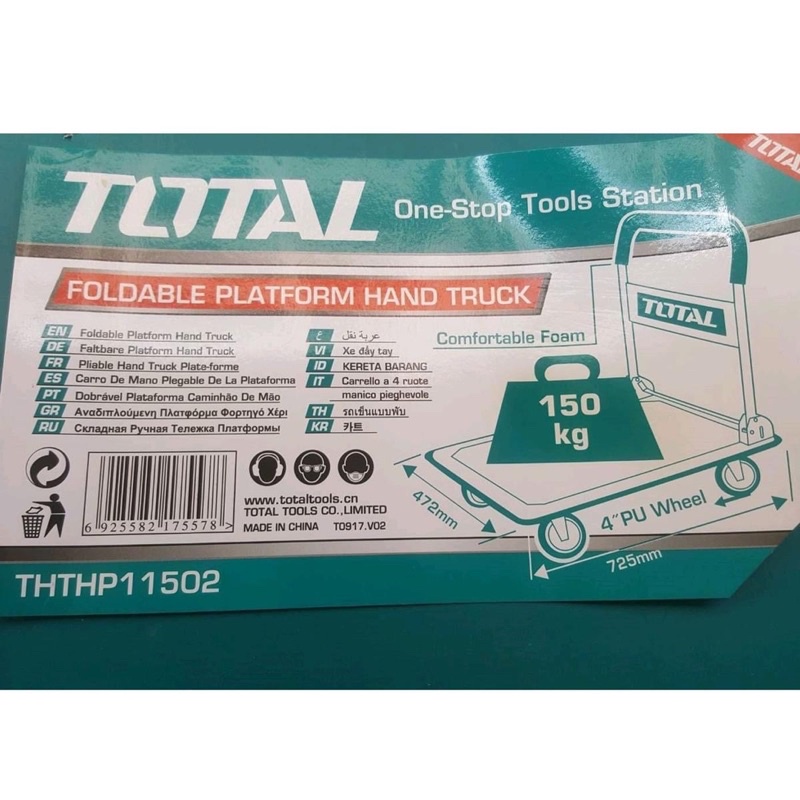 TOTAL
One-Stop Tools Station
TOTAL
FOLDABLE PLATFORM HAND TRUCK
EN Foldable Platform Hand Truck
DE Faltbare Platform Hand Truck
FR Pliable Hand Truck Plate-forme
ES Carro De Mano Plegable De La Plataforma
PT Dobrável Plataforma Caminhão De Mão
GR Αναδιπλούμενη Πλατφόρμα Φορτηγό Χέρι
RU Складная Ручная Тележка Платформы
ع عربة نقل
VI Xe đẩy tay
ID KERETA BARANG
IT Carrello a 4 ruote
manico pieghevole
TH รถเข็นแบบพับ
KR 카트
Comfortable Foam
TOTAL
150
kg
472mm
4"PU Wheel
725mm
6 925582 175578 >
www.totaltools.cn
TOTAL TOOLS CO.,LIMITED
MADE IN CHINA T0917.V02
THTHP11502